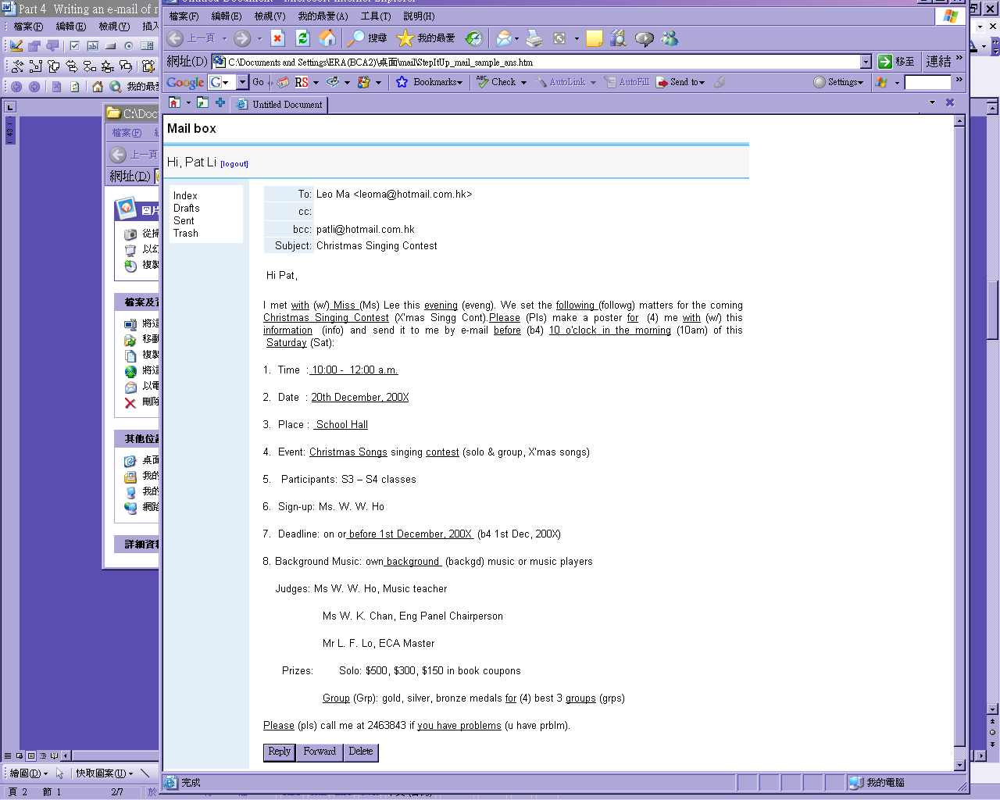 Part 4 Writing an e-mail of r
檔案(F) 編輯(E) 檢視(V) 插入
我的最愛
43
C:\Doc
檔案(F)
上一頁
網址(D)
圖片
從掃
以幻
複製
檔案及資
將這
移動
複製
將這
以電
刪除
其他位置
桌面
我的
我的
網路
詳細資料
Untitled Document - Microsoft Internet Explorer
檔案(F) 編輯(E) 檢視(V) 我的最愛(A) 工具(T) 說明(H)
上一頁 搜尋 我的最愛
網址(D) C:\Documents and Settings\ERA(BCA2)\桌面\mail\StepItUp_mail_sample_ans.htm 移至 連結 »
Google G Go RS Bookmarks ABC Check AutoLink AutoFill Send to Settings »
Untitled Document
Mail box
Hi, Pat Li [logout]
Index
Drafts
Sent
Trash
To: Leo Ma <leoma@hotmail.com.hk>
cc:
bcc: patli@hotmail.com.hk
Subject: Christmas Singing Contest
Hi Pat,
I met with (w/) Miss (Ms) Lee this evening (eveng). We set the following (followg) matters for the coming
Christmas Singing Contest (X'mas Singg Cont).Please (Pls) make a poster for (4) me with (w/) this
information (info) and send it to me by e-mail before (b4) 10 o'clock in the morning (10am) of this
Saturday (Sat):
1. Time : 10:00 - 12:00 a.m.
2. Date : 20th December, 200X
3. Place : School Hall
4. Event: Christmas Songs singing contest (solo & group, X'mas songs)
5. Participants: S3 – S4 classes
6. Sign-up: Ms. W. W. Ho
7. Deadline: on or before 1st December, 200X (b4 1st Dec, 200X)
8. Background Music: own background (backgd) music or music players
Judges: Ms W. W. Ho, Music teacher
Ms W. K. Chan, Eng Panel Chairperson
Mr L. F. Lo, ECA Master
Prizes: Solo: $500, $300, $150 in book coupons
Group (Grp): gold, silver, bronze medals for (4) best 3 groups (grps)
Please (pls) call me at 2463843 if you have problems (u have prblm).
Reply Forward Delete
完成 我的電腦
繪圖(D) 快取圖案(U)
頁 2 節 1 2/7 於